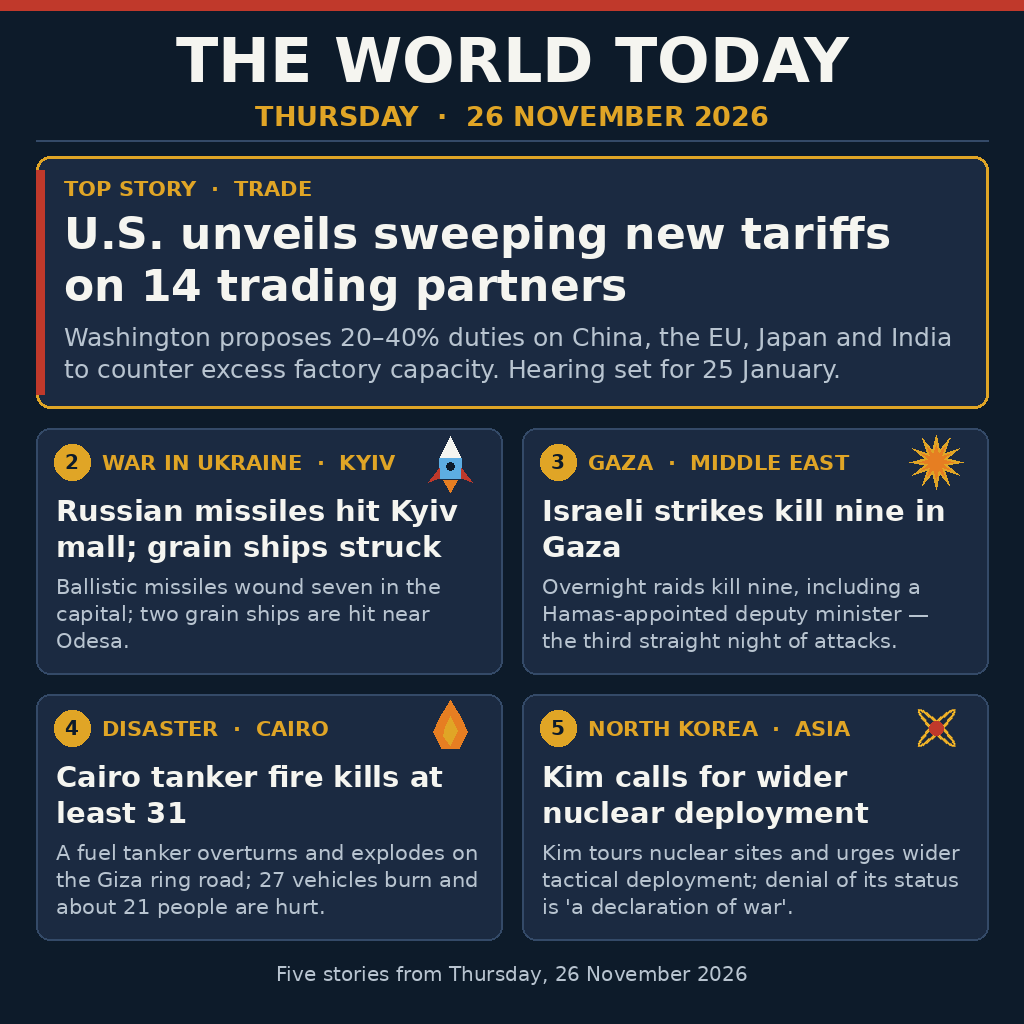 THE WORLD TODAY
THURSDAY · 26 NOVEMBER 2026
TOP STORY · TRADE
U.S. unveils sweeping new tariffs
on 14 trading partners
Washington proposes 20–40% duties on China, the EU, Japan and India
to counter excess factory capacity. Hearing set for 25 January.
2 WAR IN UKRAINE · KYIV
Russian missiles hit Kyiv
mall; grain ships struck
Ballistic missiles wound seven in the
capital; two grain ships are hit near
Odesa.
3 GAZA · MIDDLE EAST
Israeli strikes kill nine in
Gaza
Overnight raids kill nine, including a
Hamas-appointed deputy minister —
the third straight night of attacks.
4 DISASTER · CAIRO
Cairo tanker fire kills at
least 31
A fuel tanker overturns and explodes on
the Giza ring road; 27 vehicles burn and
about 21 people are hurt.
5 NORTH KOREA · ASIA
Kim calls for wider
nuclear deployment
Kim tours nuclear sites and urges wider
tactical deployment; denial of its status
is 'a declaration of war'.
Five stories from Thursday, 26 November 2026